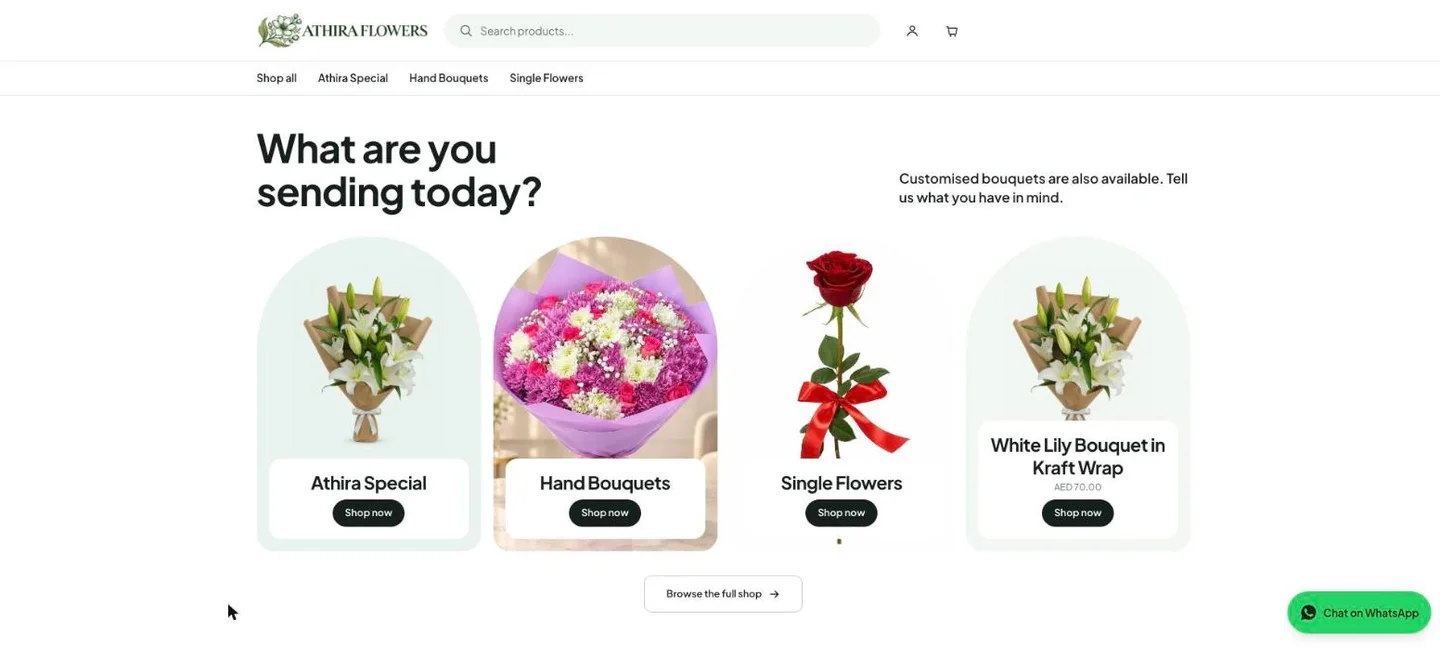 ATHIRA FLOWERS
Search products...
Shop all
Athira Special
Hand Bouquets
Single Flowers
What are you
sending today?
Customised bouquets are also available. Tell
us what you have in mind.
Athira Special
Shop now
Hand Bouquets
Shop now
Single Flowers
Shop now
White Lily Bouquet in
Kraft Wrap
AED 70.00
Shop now
Browse the full shop
Chat on WhatsApp